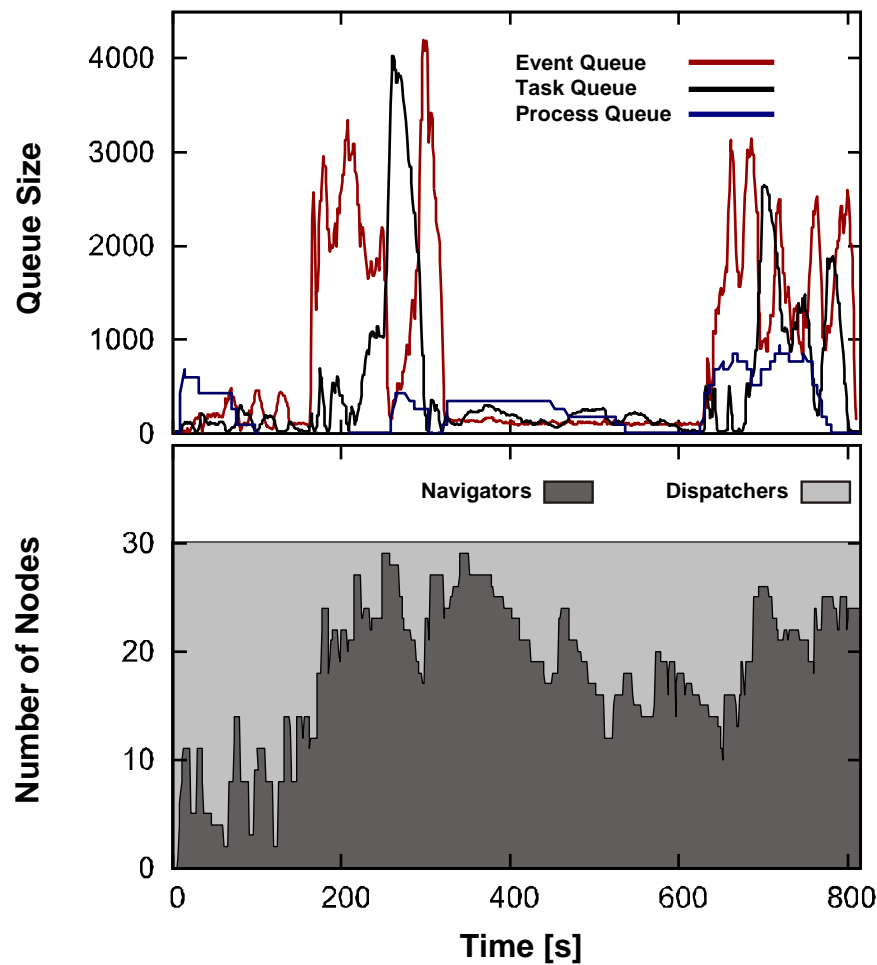 4000
3000
2000
1000
0
Queue Size
Event Queue
Task Queue
Process Queue
Navigators
Dispatchers
30
20
10
0
Number of Nodes
0 200 400 600 800
Time [s]